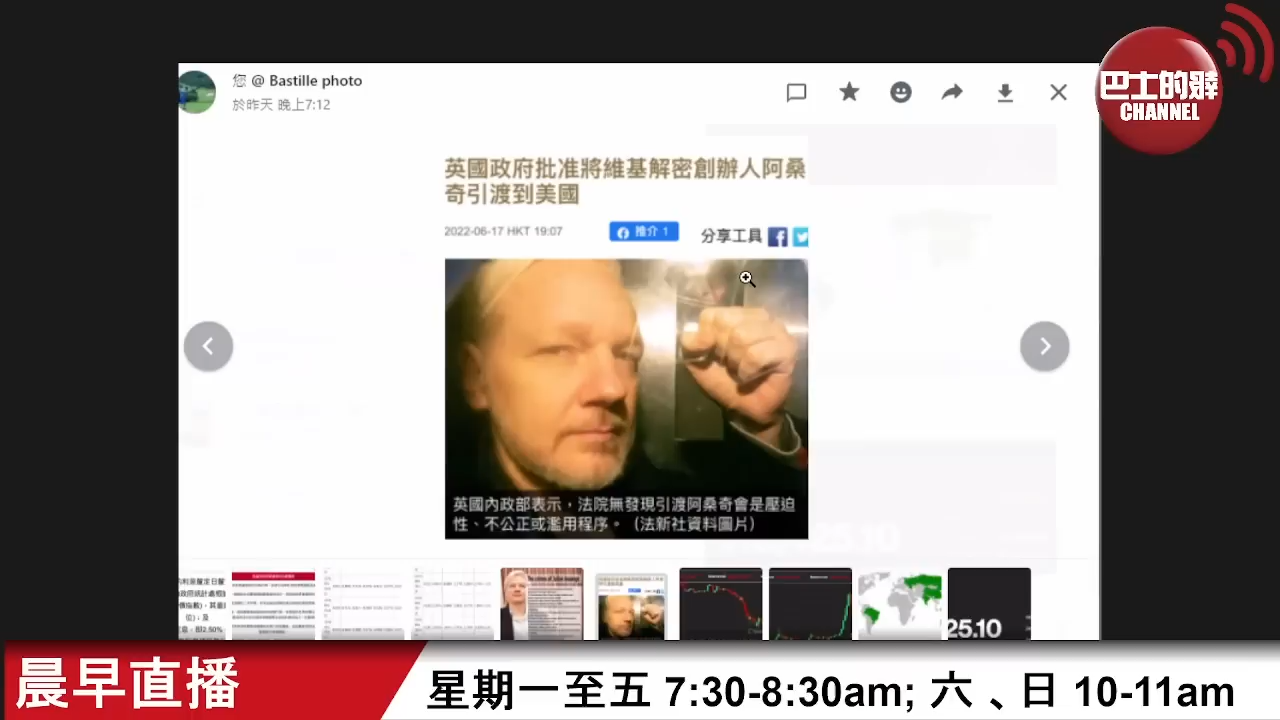 您 @ Bastille photo
於昨天 晚上7:12
巴士的報
CHANNEL
英國政府批准將維基解密創辦人阿桑
奇引渡到美國
2022-06-17 HKT 19:07
推介 1
分享工具
英國內政部表示，法院無發現引渡阿桑奇會是壓迫
性、不公正或濫用程序。（法新社資料圖片）
25.10
25.10
晨早直播
星期一至五 7:30-8:30am; 六、日 10-11am